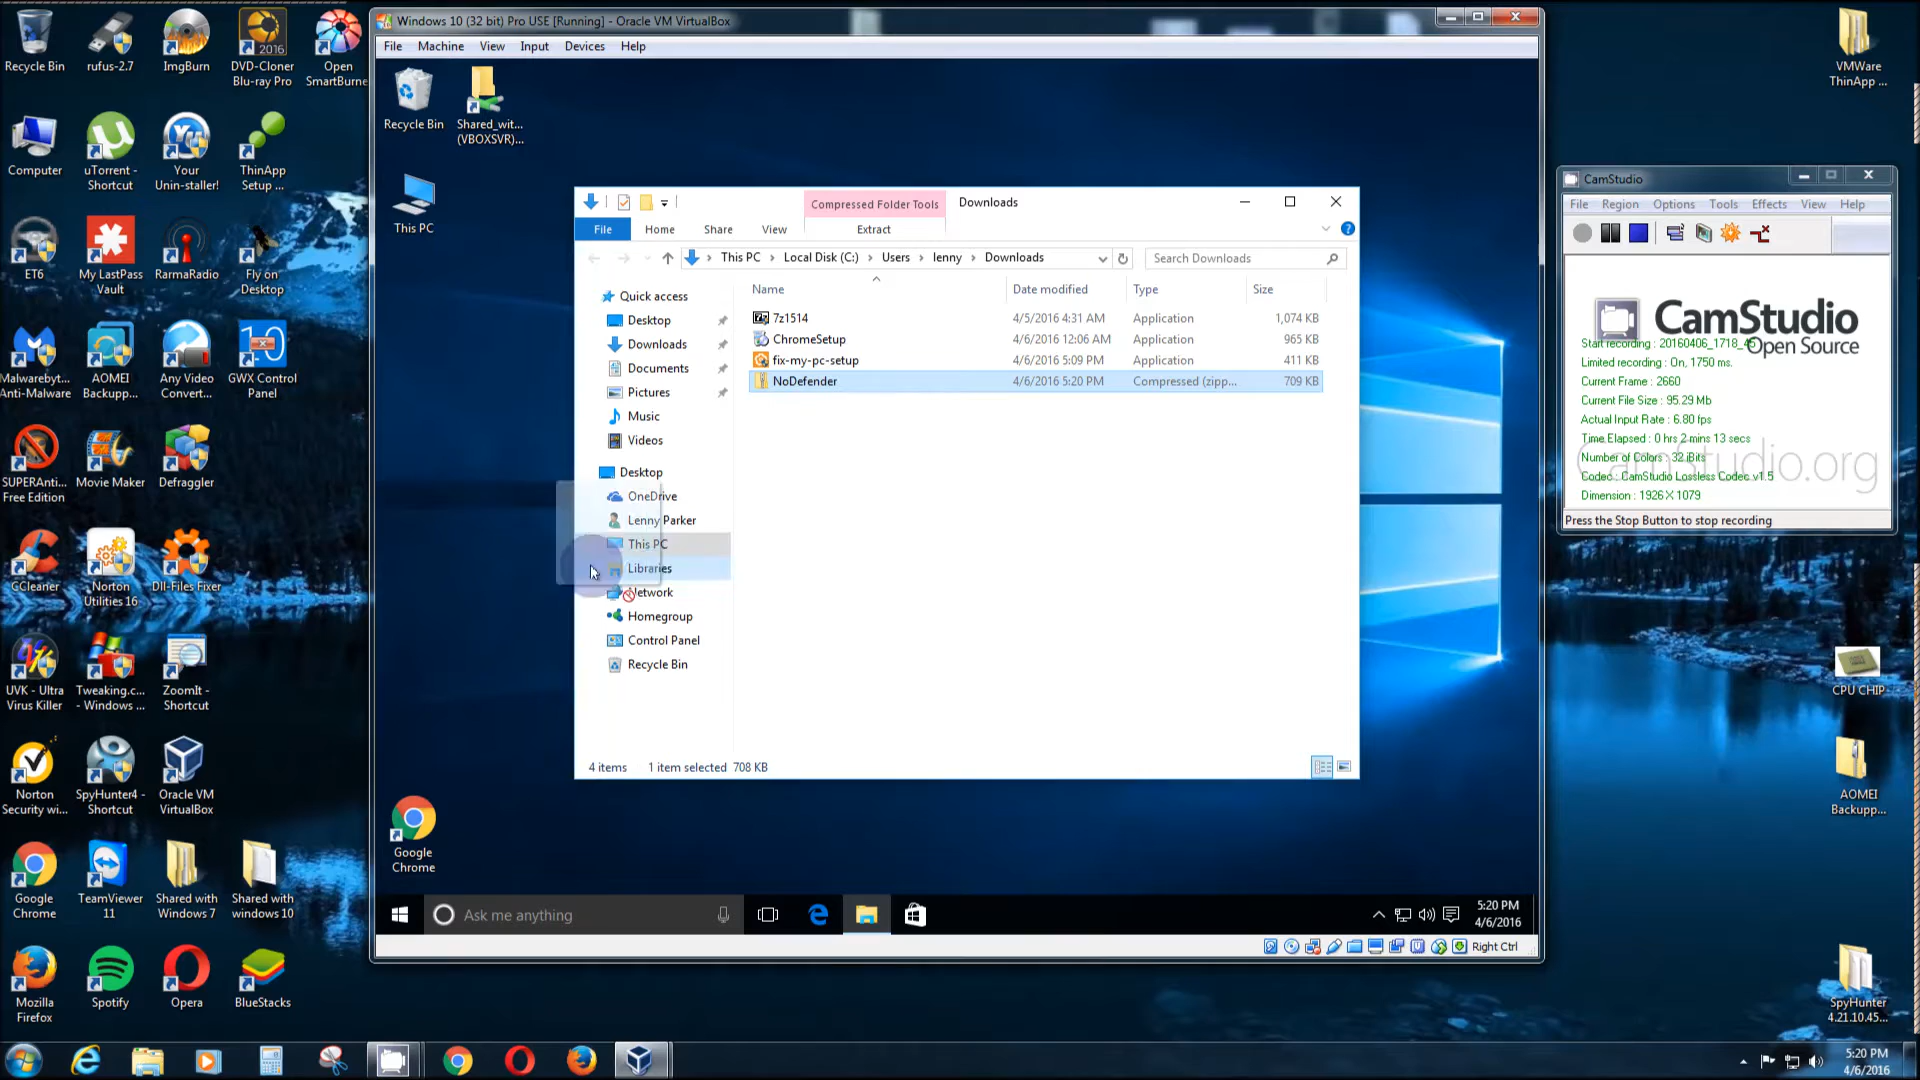 Recycle Bin
rufus-2.7
ImgBurn
DVD-Cloner
Blu-ray Pro
Open
SmartBurne
2016
Computer
uTorrent -
Shortcut
Your
Unin-staller!
ThinApp
Setup ...
ET6
My LastPass
Vault
RarmaRadio
Fly on
Desktop
Malwarebyt...
Anti-Malware
AOMEI
Backupp...
Any Video
Convert...
GWX Control
Panel
SUPERAnti...
Free Edition
Movie Maker
Defraggler
CCleaner
Norton
Utilities 16
Dll-Files Fixer
UVK - Ultra
Virus Killer
Tweaking.c...
- Windows ...
ZoomIt -
Shortcut
Norton
Security wi...
SpyHunter4 -
Shortcut
Oracle VM
VirtualBox
Google
Chrome
TeamViewer
11
Shared with
Windows 7
Shared with
windows 10
Mozilla
Firefox
Spotify
Opera
BlueStacks
Windows 10 (32 bit) Pro USE [Running] - Oracle VM VirtualBox
File Machine View Input Devices Help
Recycle Bin
Shared_wit...
(VBOXSVR)...
This PC
Google
Chrome
Compressed Folder Tools
Downloads
File Home Share View Extract
This PC > Local Disk (C:) > Users > lenny > Downloads
Search Downloads
Name Date modified Type Size
7z1514 4/5/2016 4:31 AM Application 1,074 KB
ChromeSetup 4/6/2016 12:06 AM Application 965 KB
fix-my-pc-setup 4/6/2016 5:09 PM Application 411 KB
NoDefender 4/6/2016 5:20 PM Compressed (zipp... 709 KB
Quick access
Desktop
Downloads
Documents
Pictures
Music
Videos
Desktop
OneDrive
Lenny Parker
This PC
Libraries
Network
Homegroup
Control Panel
Recycle Bin
4 items 1 item selected 708 KB
Ask me anything
5:20 PM
4/6/2016
Right Ctrl
VMWare
ThinApp ...
CamStudio
File Region Options Tools Effects View Help
CamStudio
Open Source
Start recording : 20160406_1718_45
Limited recording : On, 1750 ms.
Current Frame : 2660
Current File Size : 95.29 Mb
Actual Input Rate : 6.80 fps
Time Elapsed : 0 hrs 2 mins 13 secs
Number of Colors : 32 iBits
Codec : CamStudio Lossless Codec v1.5
Dimension : 1926 X 1079
CamStudio.org
Press the Stop Button to stop recording
CPU CHIP
AOMEI
Backupp...
SpyHunter
4.21.10.45...
5:20 PM
4/6/2016